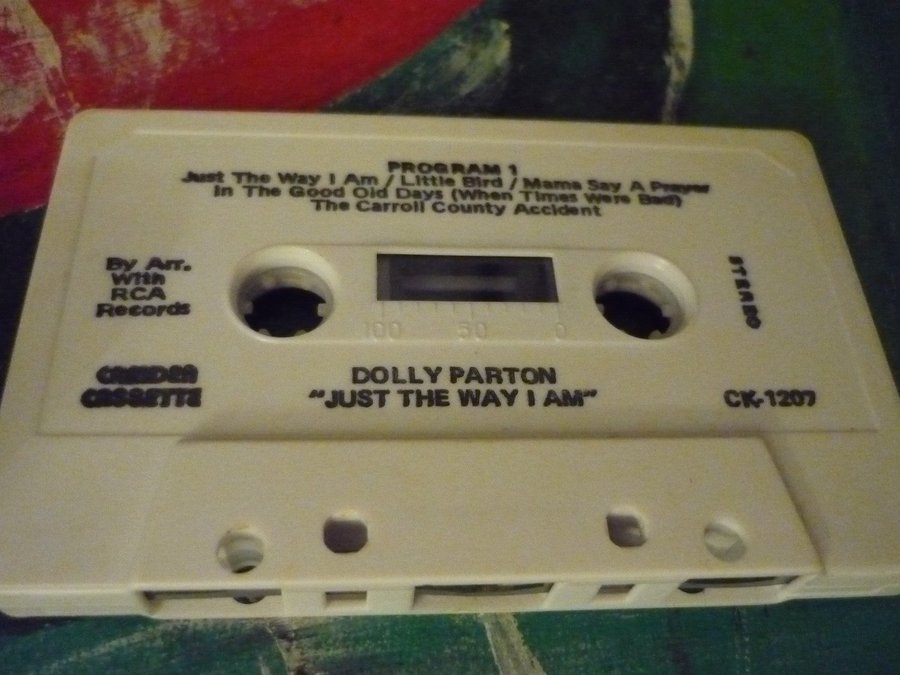 PROGRAM 1
Just The Way I Am / Little Bird / Mama Say A Prayer
In The Good Old Days (When Times Were Bad)
The Carroll County Accident
By Arr.
With
RCA
Records
STEREO
100 50 0
CAMDEN
CASSETTE
DOLLY PARTON
"JUST THE WAY I AM"
CK-1207